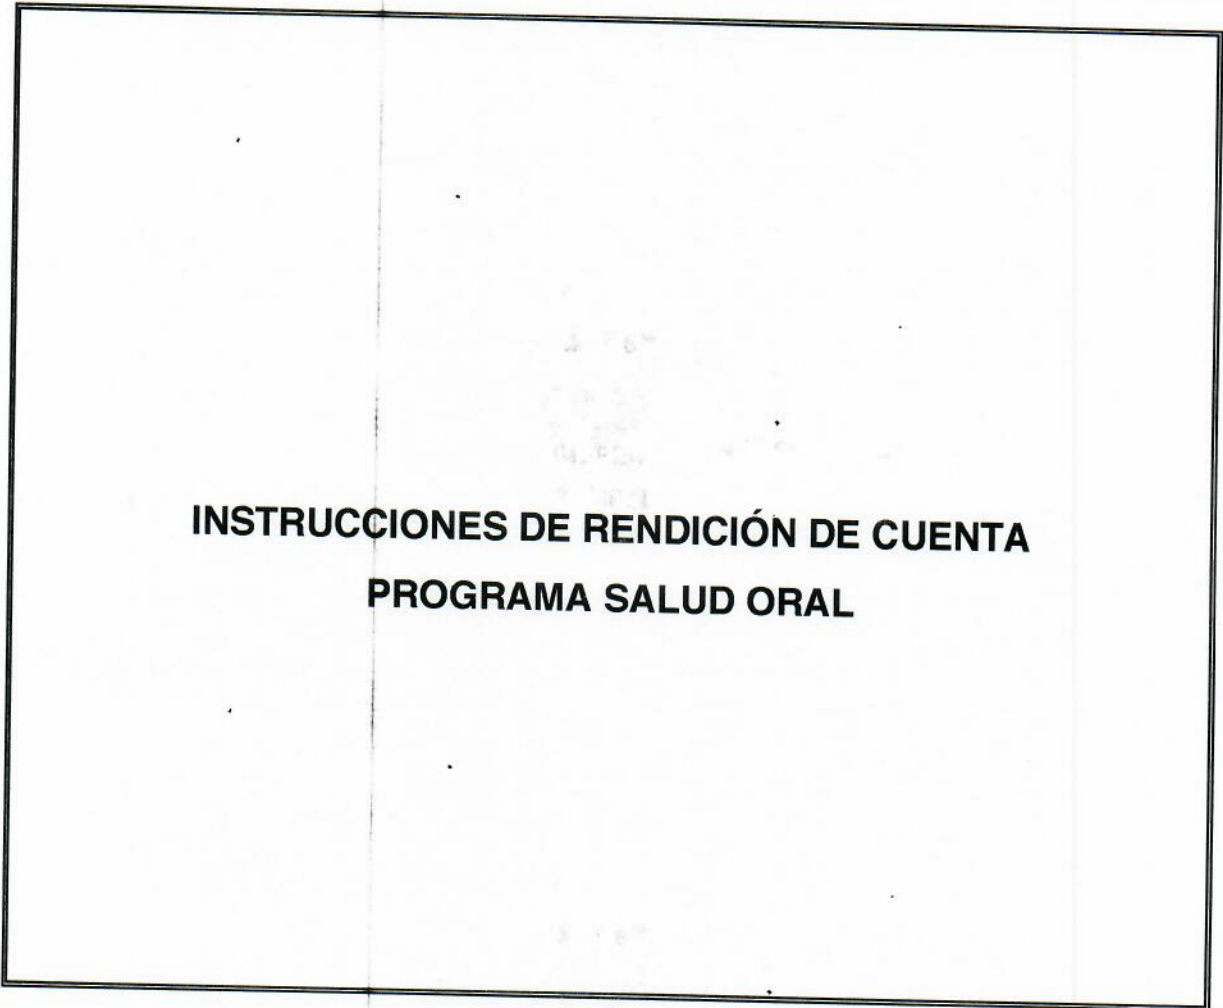 INSTRUCCIONES DE RENDICIÓN DE CUENTA
PROGRAMA SALUD ORAL